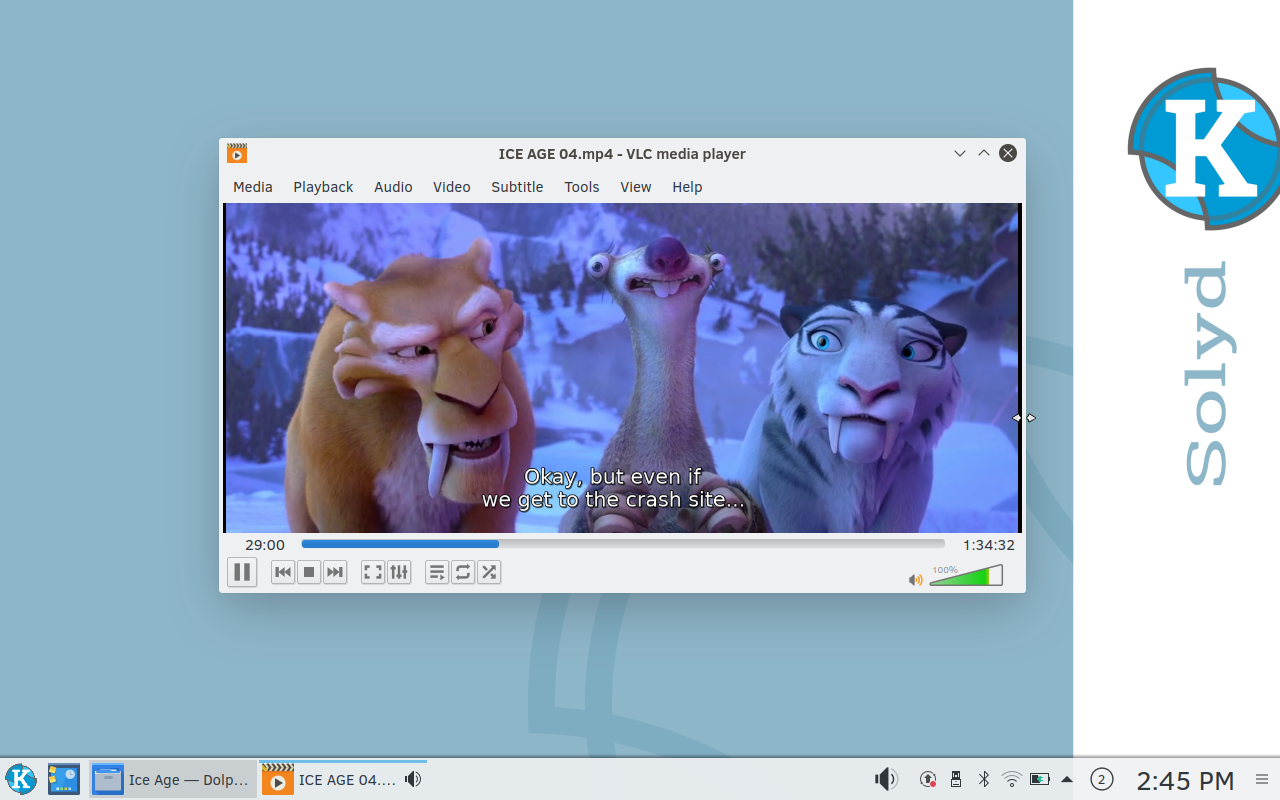 K
Solyd
ICE AGE 04.mp4 - VLC media player
Media Playback Audio Video Subtitle Tools View Help
Okay, but even if
we get to the crash site...
29:00
1:34:32
100%
K
Ice Age — Dolp...
ICE AGE 04....
2
2:45 PM